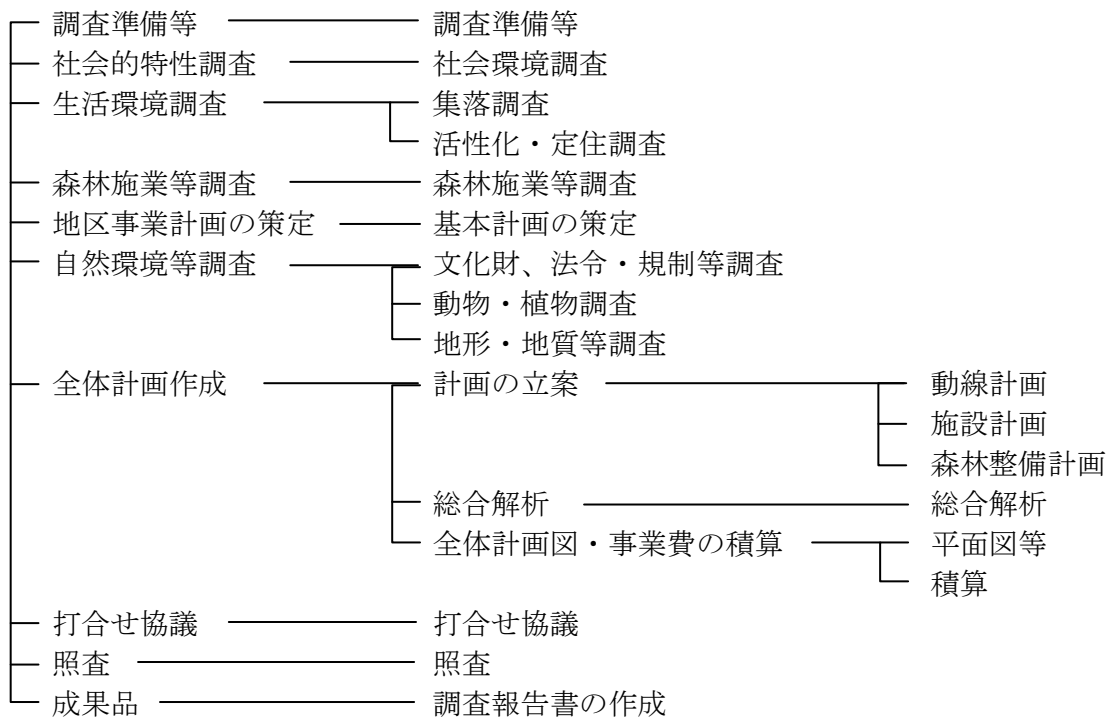 調査準備等 調査準備等
社会的特性調査 社会環境調査
生活環境調査 集落調査
活性化・定住調査
森林施業等調査 森林施業等調査
地区事業計画の策定 基本計画の策定
自然環境等調査 文化財、法令・規制等調査
動物・植物調査
地形・地質等調査
全体計画作成 計画の立案 動線計画
施設計画
森林整備計画
総合解析 総合解析
全体計画図・事業費の積算 平面図等
積算
打合せ協議 打合せ協議
照査 照査
成果品 調査報告書の作成